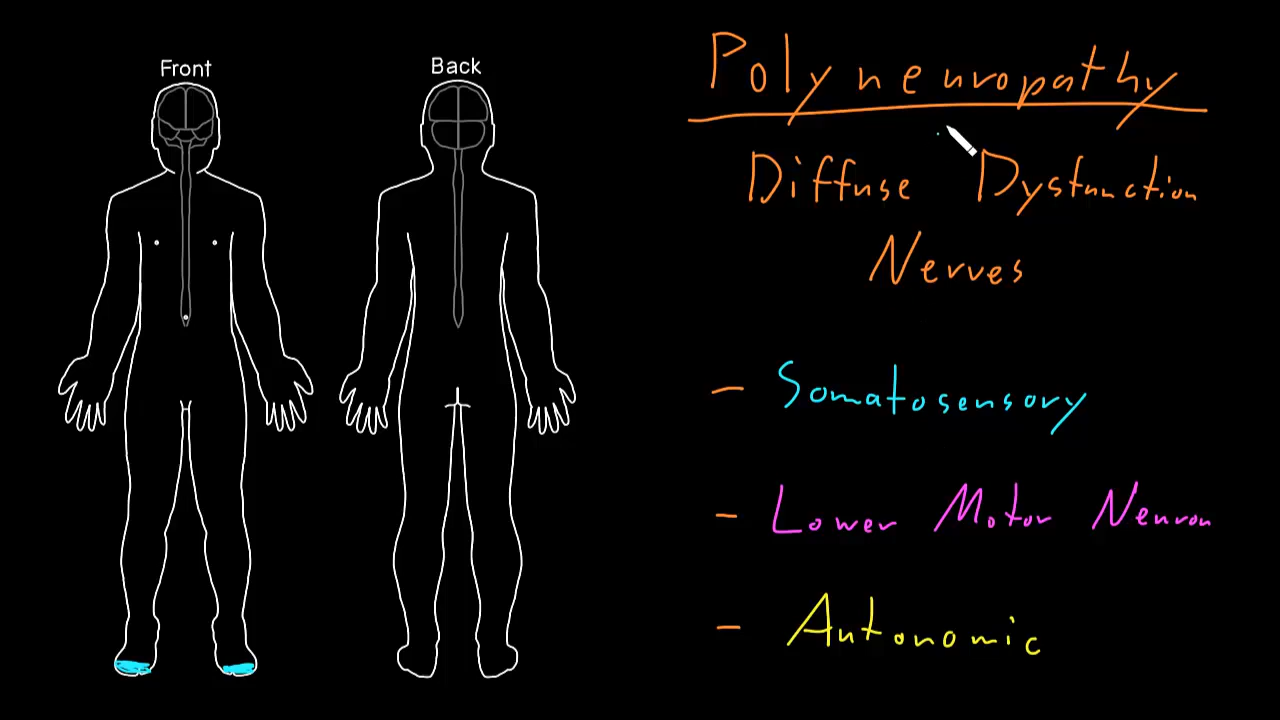 Front
Back
Polyneuropathy
Diffuse Dysfunction
Nerves
- Somatosensory
- Lower Motor Neuron
- Autonomic